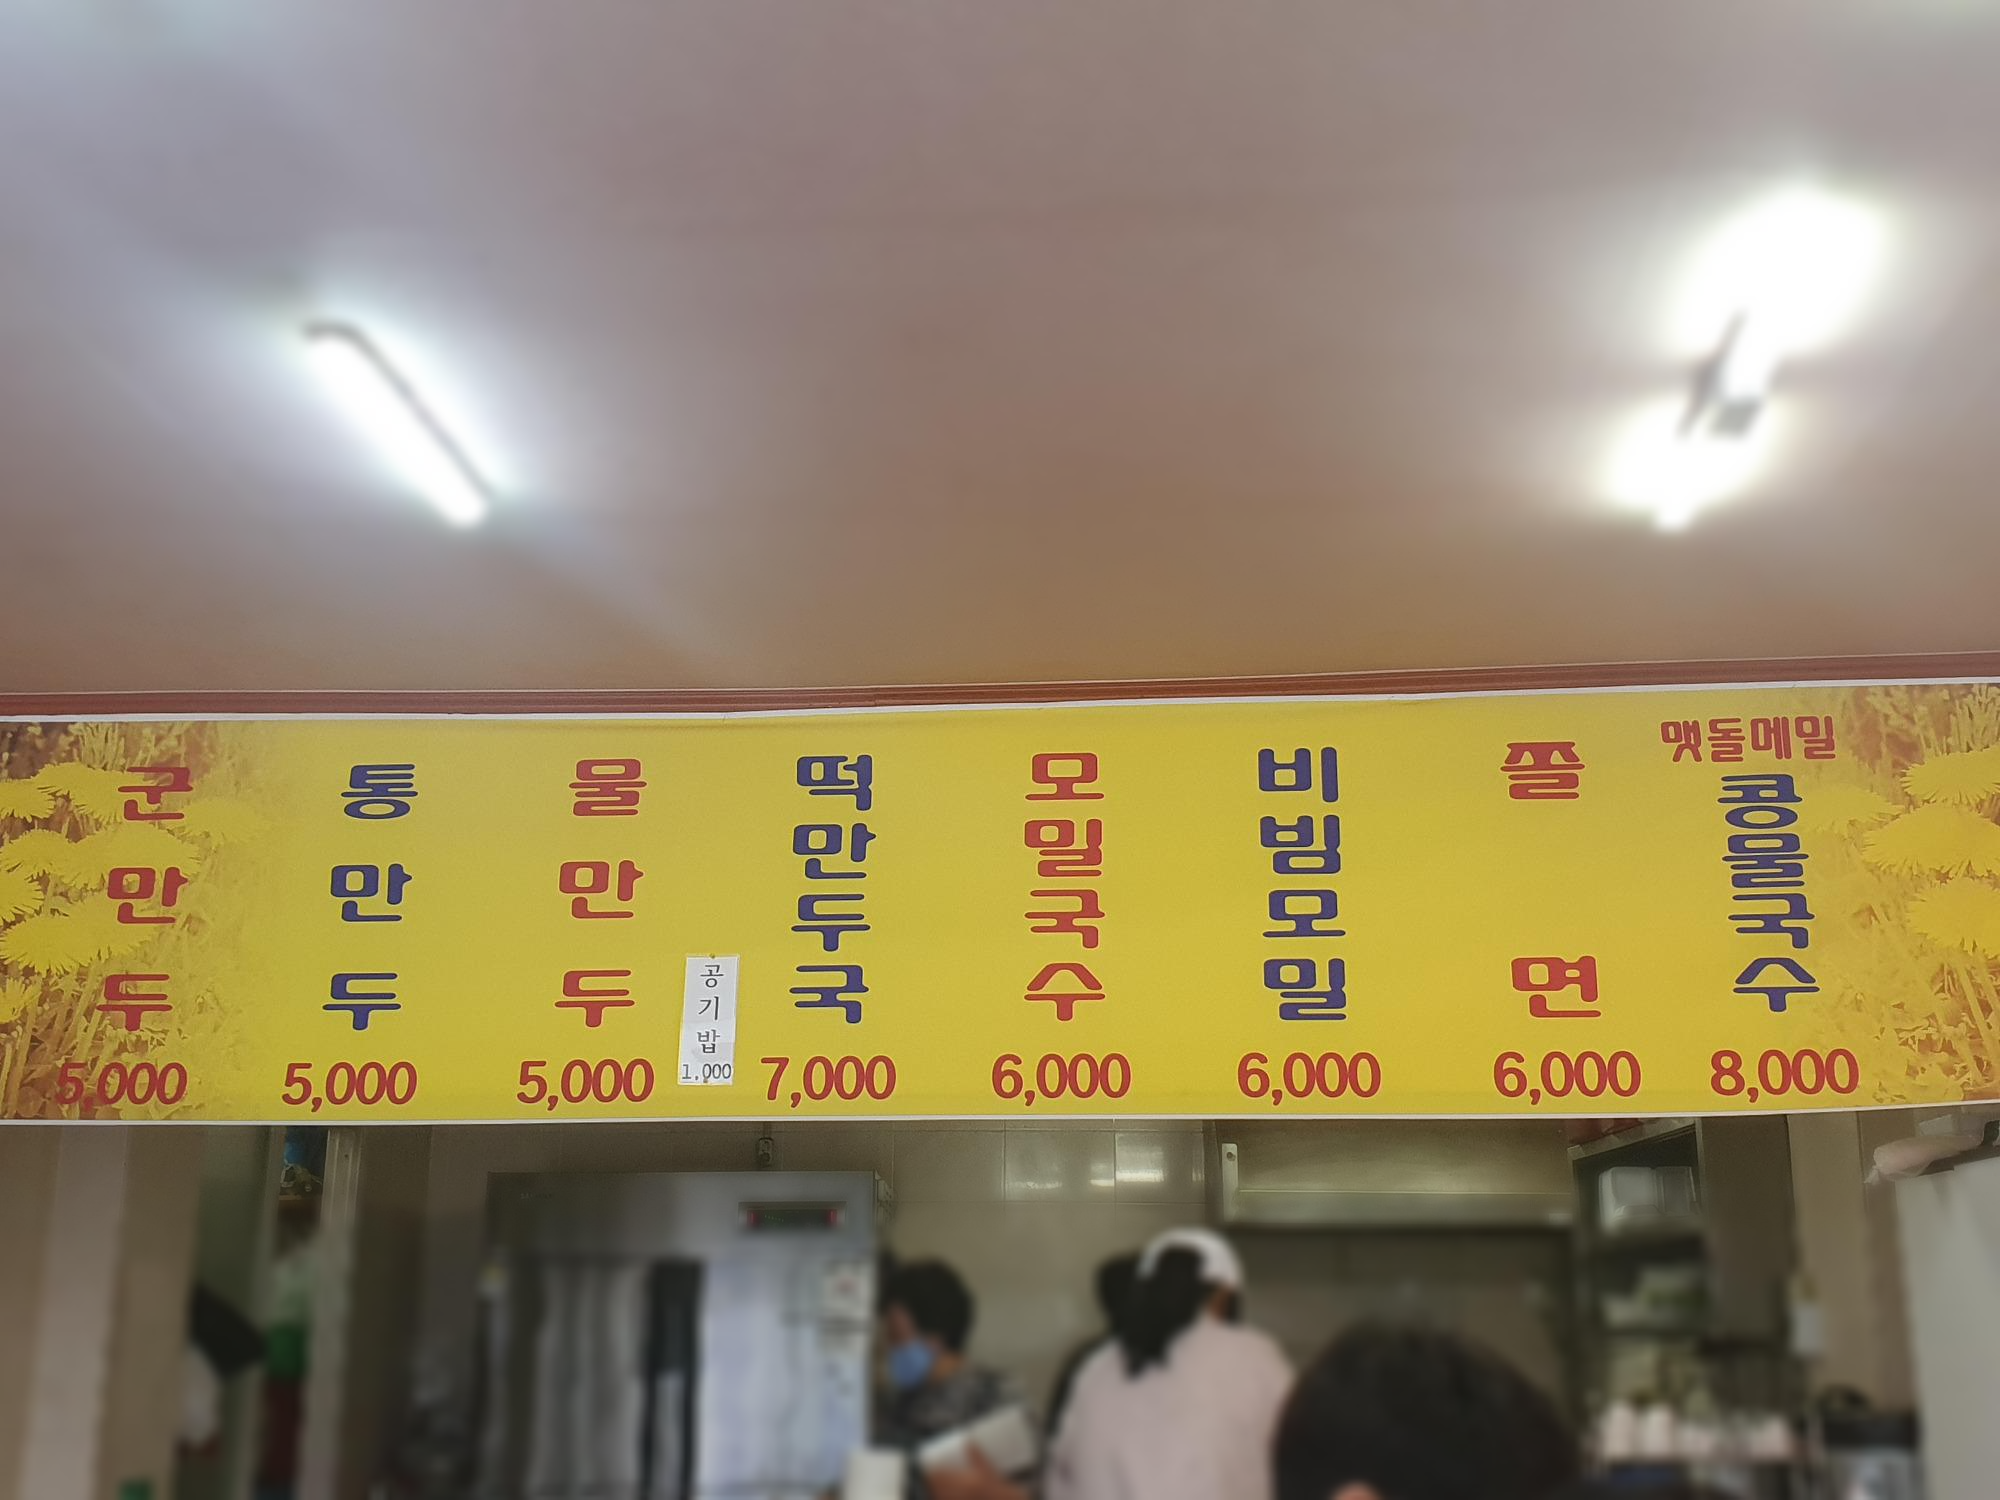 군만두
5,000
통만두
5,000
물만두
5,000
공기밥
1,000
떡만두국
7,000
모밀국수
6,000
비빔모밀
6,000
쫄면
6,000
맷돌메밀
콩물국수
8,000